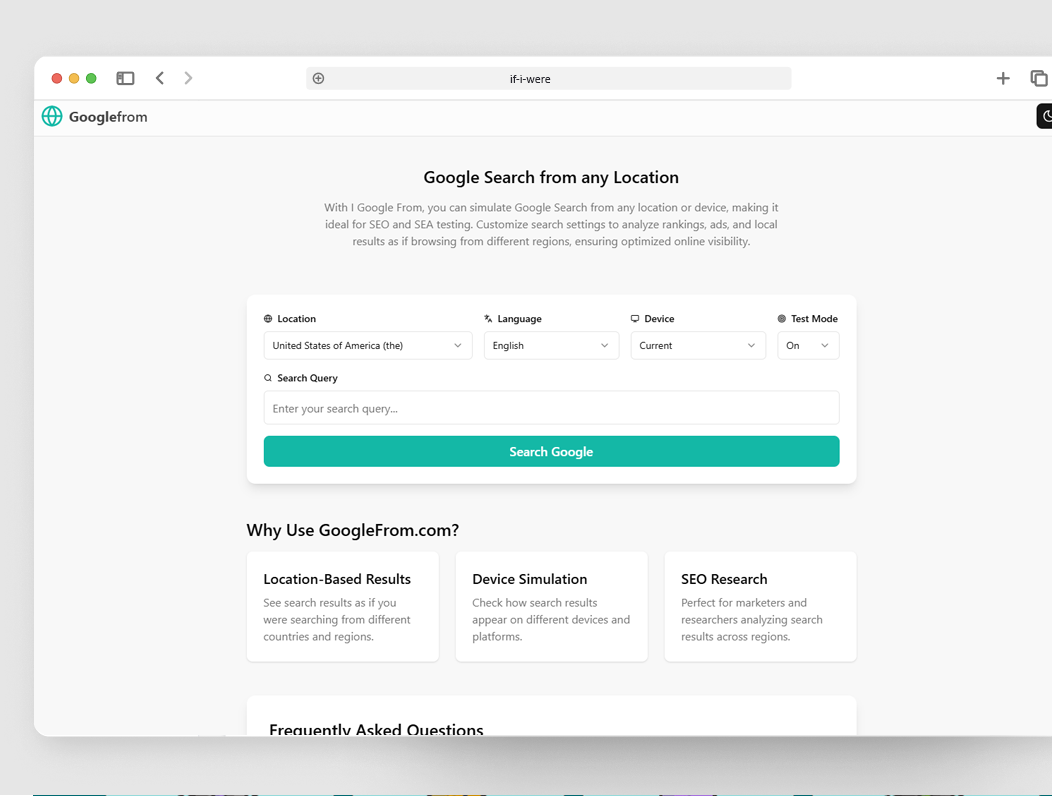 if-i-were
Googlefrom
Google Search from any Location
With I Google From, you can simulate Google Search from any location or device, making it
ideal for SEO and SEA testing. Customize search settings to analyze rankings, ads, and local
results as if browsing from different regions, ensuring optimized online visibility.
Location
Language
Device
Test Mode
United States of America (the)
English
Current
On
Search Query
Enter your search query...
Search Google
Why Use GoogleFrom.com?
Location-Based Results
See search results as if you
were searching from different
countries and regions.
Device Simulation
Check how search results
appear on different devices and
platforms.
SEO Research
Perfect for marketers and
researchers analyzing search
results across regions.
Frequently Asked Questions